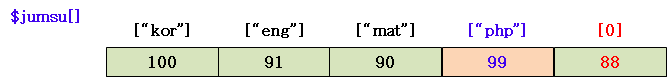 $jumsu[]
["kor"] ["eng"] ["mat"] ["php"] [0]
100 91 90 99 88